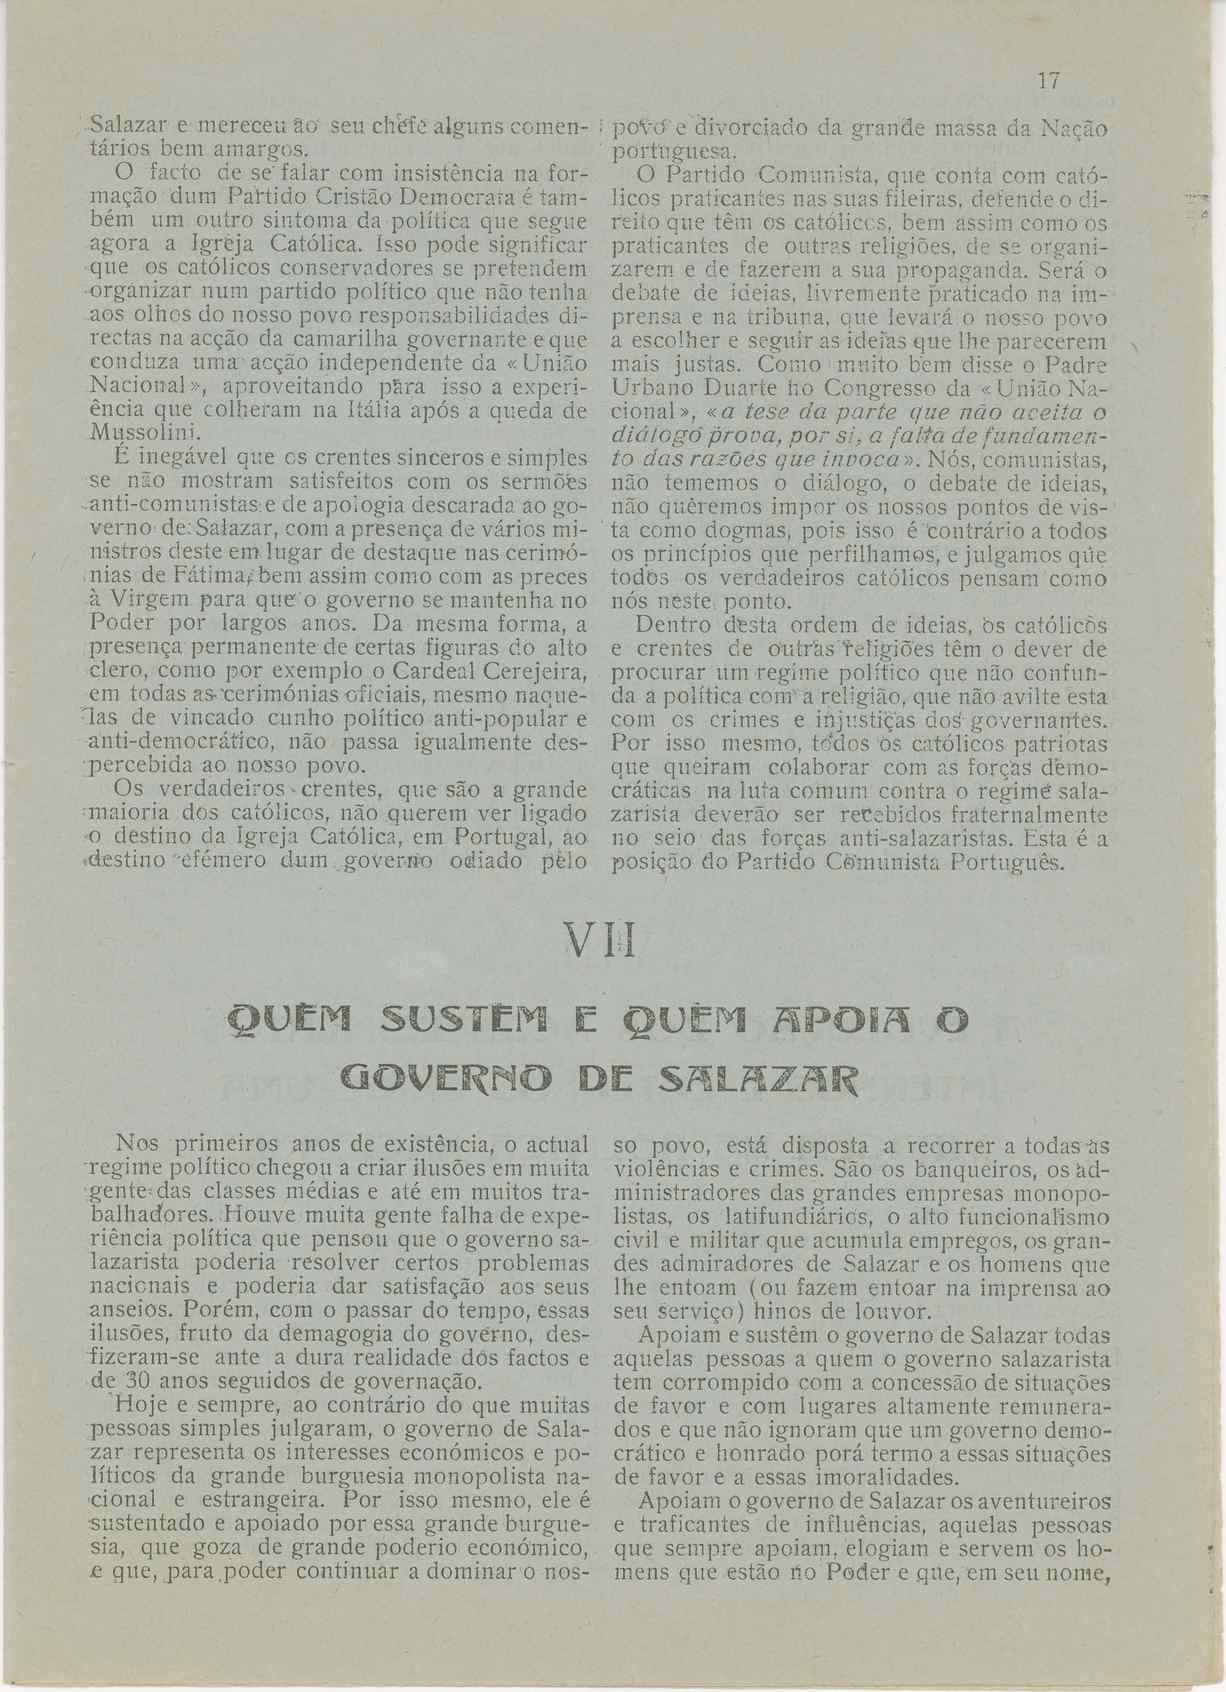 17
Salazar e mereceu ao seu chefe alguns comen-
tários bem amargos.
O facto de se falar com insistência na for-
mação dum Partido Cristão Democrata é tam-
bém um outro sintoma da política que segue
agora a Igreja Católica. Isso pode significar
que os católicos conservadores se pretendem
organizar num partido político que não tenha
aos olhos do nosso povo responsabilidades di-
rectas na acção da camarilha governante e que
conduza uma acção independente da «União
Nacional», aproveitando para isso a experi-
ência que colheram na Itália após a queda de
Mussolini.
É inegável que os crentes sinceros e simples
se não mostram satisfeitos com os sermões
anti-comunistas e de apologia descarada ao go-
verno de Salazar, com a presença de vários mi-
nistros deste em lugar de destaque nas cerimó-
nias de Fátima, bem assim como com as preces
à Virgem para que o governo se mantenha no
Poder por largos anos. Da mesma forma, a
presença permanente de certas figuras do alto
clero, como por exemplo o Cardeal Cerejeira,
em todas as cerimónias oficiais, mesmo naque-
las de vincado cunho político anti-popular e
anti-democrático, não passa igualmente des-
percebida ao nosso povo.
Os verdadeiros crentes, que são a grande
maioria dos católicos, não querem ver ligado
o destino da Igreja Católica, em Portugal, ao
destino efémero dum governo odiado pelo
povo e divorciado da grande massa da Nação
portuguesa.
O Partido Comunista, que conta com cató-
licos praticantes nas suas fileiras, defende o di-
reito que têm os católicos, bem assim como os
praticantes de outras religiões, de se organi-
zarem e de fazerem a sua propaganda. Será o
debate de ideias, livremente praticado na im-
prensa e na tribuna, que levará o nosso povo
a escolher e seguir as ideias que lhe parecerem
mais justas. Como muito bem disse o Padre
Urbano Duarte no Congresso da «União Na-
cional», «a tese da parte que não aceita o
diálogo prova, por si, a falta de fundamen-
to das razões que invoca». Nós, comunistas,
não tememos o diálogo, o debate de ideias,
não queremos impor os nossos pontos de vis-
ta como dogmas, pois isso é contrário a todos
os princípios que perfilhamos, e julgamos que
todos os verdadeiros católicos pensam como
nós neste ponto.
Dentro desta ordem de ideias, os católicos
e crentes de outras religiões têm o dever de
procurar um regime político que não confun-
da a política com a religião, que não avilte esta
com os crimes e injustiças dos governantes.
Por isso mesmo, todos os católicos patriotas
que queiram colaborar com as forças demo-
cráticas na luta comum contra o regime sala-
zarista deverão ser recebidos fraternalmente
no seio das forças anti-salazaristas. Esta é a
posição do Partido Comunista Português.
VII
QUEM SUSTEM E QUEM APOIA O
GOVERNO DE SALAZAR
Nos primeiros anos de existência, o actual
regime político chegou a criar ilusões em muita
gente das classes médias e até em muitos tra-
balhadores. Houve muita gente falha de expe-
riência política que pensou que o governo sa-
lazarista poderia resolver certos problemas
nacionais e poderia dar satisfação aos seus
anseios. Porém, com o passar do tempo, essas
ilusões, fruto da demagogia do governo, des-
fizeram-se ante a dura realidade dos factos e
de 30 anos seguidos de governação.
Hoje e sempre, ao contrário do que muitas
pessoas simples julgaram, o governo de Sala-
zar representa os interesses económicos e po-
líticos da grande burguesia monopolista na-
cional e estrangeira. Por isso mesmo, ele é
sustentado e apoiado por essa grande burgue-
sia, que goza de grande poderio económico,
e que, para poder continuar a dominar o nos-
so povo, está disposta a recorrer a todas as
violências e crimes. São os banqueiros, os ad-
ministradores das grandes empresas monopo-
listas, os latifundiários, o alto funcionalismo
civil e militar que acumula empregos, os gran-
des admiradores de Salazar e os homens que
lhe entoam (ou fazem entoar na imprensa ao
seu serviço) hinos de louvor.
Apoiam e sustêm o governo de Salazar todas
aquelas pessoas a quem o governo salazarista
tem corrompido com a concessão de situações
de favor e com lugares altamente remunera-
dos e que não ignoram que um governo demo-
crático e honrado porá termo a essas situações
de favor e a essas imoralidades.
Apoiam o governo de Salazar os aventureiros
e traficantes de influências, aquelas pessoas
que sempre apoiam, elogiam e servem os ho-
mens que estão no Poder e que, em seu nome,